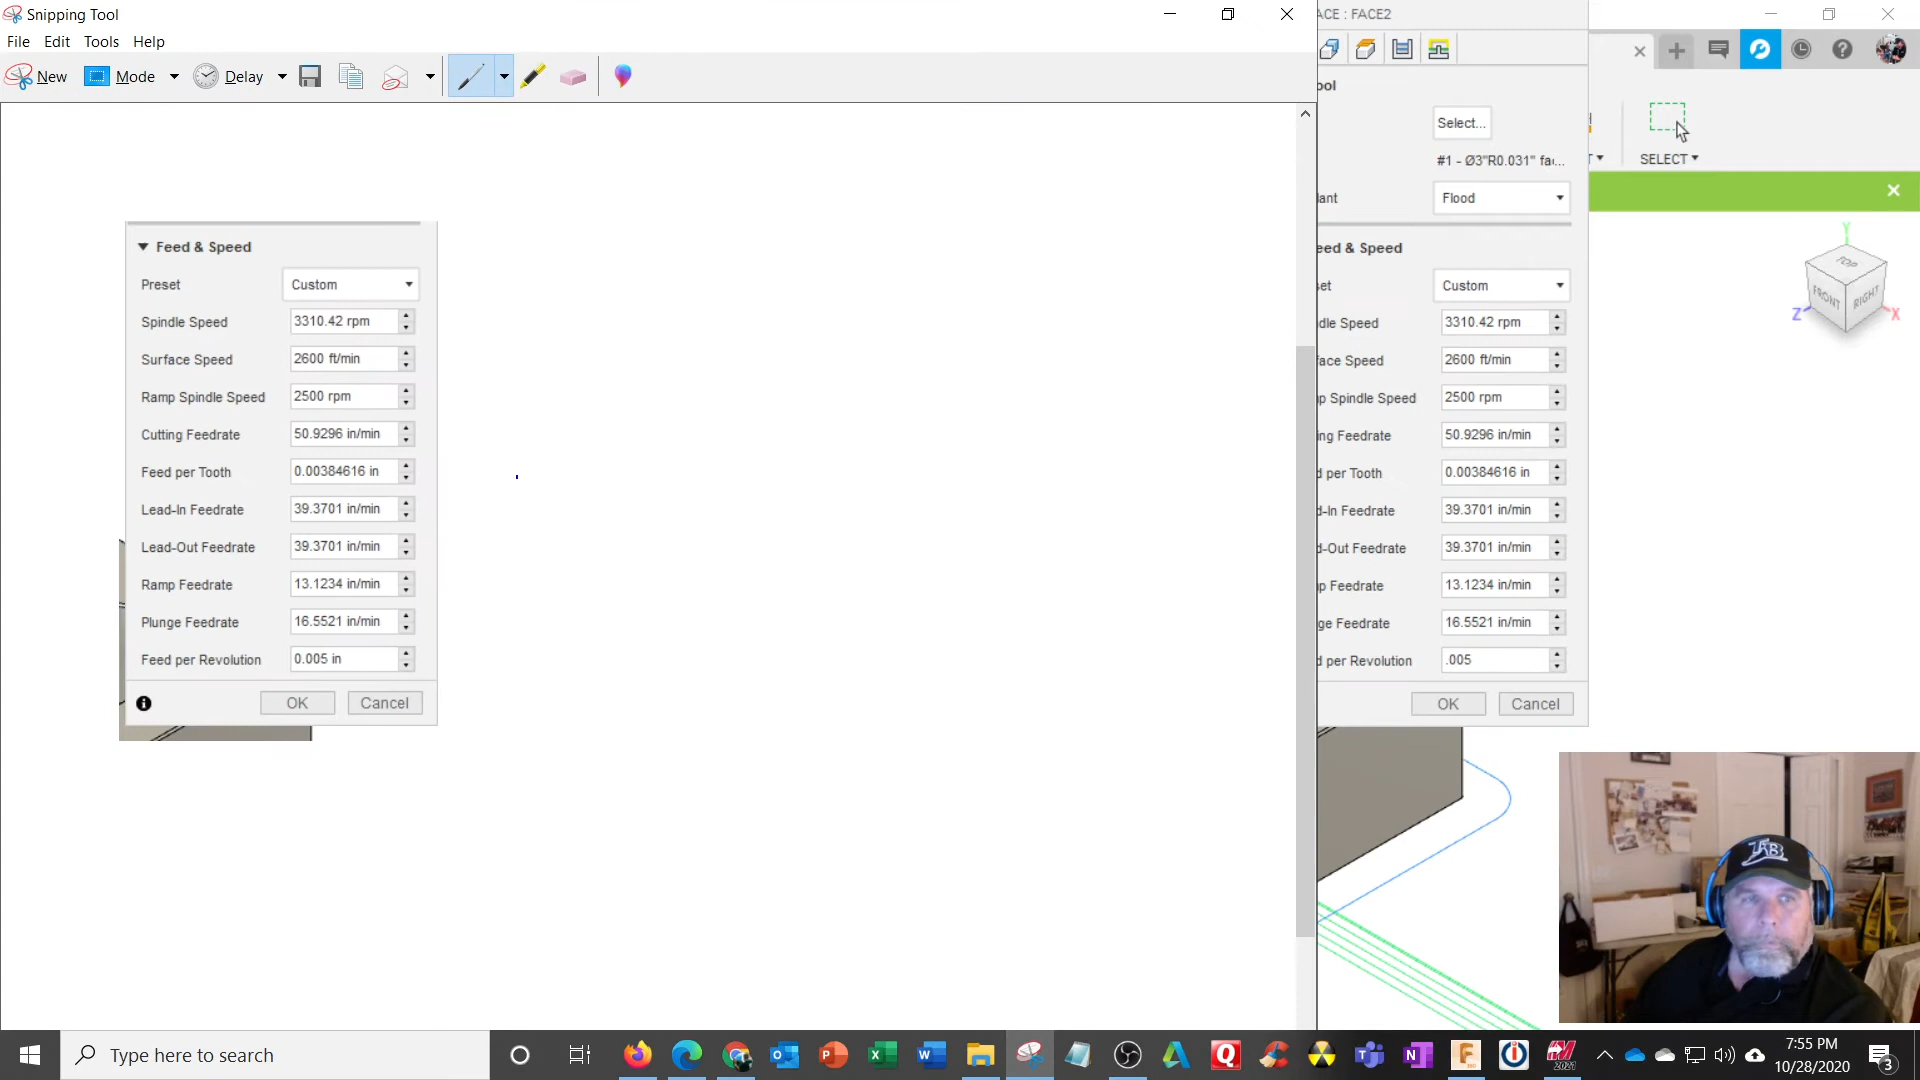 Snipping Tool
File Edit Tools Help
New Mode Delay
Feed & Speed
Preset Custom
Spindle Speed 3310.42 rpm
Surface Speed 2600 ft/min
Ramp Spindle Speed 2500 rpm
Cutting Feedrate 50.9296 in/min
Feed per Tooth 0.00384616 in
Lead-In Feedrate 39.3701 in/min
Lead-Out Feedrate 39.3701 in/min
Ramp Feedrate 13.1234 in/min
Plunge Feedrate 16.5521 in/min
Feed per Revolution 0.005 in
OK Cancel
ACE : FACE2
ool
Select...
#1 - Ø3"R0.031" fa...
lant Flood
eed & Speed
set Custom
dle Speed 3310.42 rpm
face Speed 2600 ft/min
p Spindle Speed 2500 rpm
ing Feedrate 50.9296 in/min
d per Tooth 0.00384616 in
d-In Feedrate 39.3701 in/min
d-Out Feedrate 39.3701 in/min
p Feedrate 13.1234 in/min
ge Feedrate 16.5521 in/min
d per Revolution .005
OK Cancel
T SELECT
Y
TOP
FRONT RIGHT
Z X
TB
Type here to search
7:55 PM
10/28/2020
3